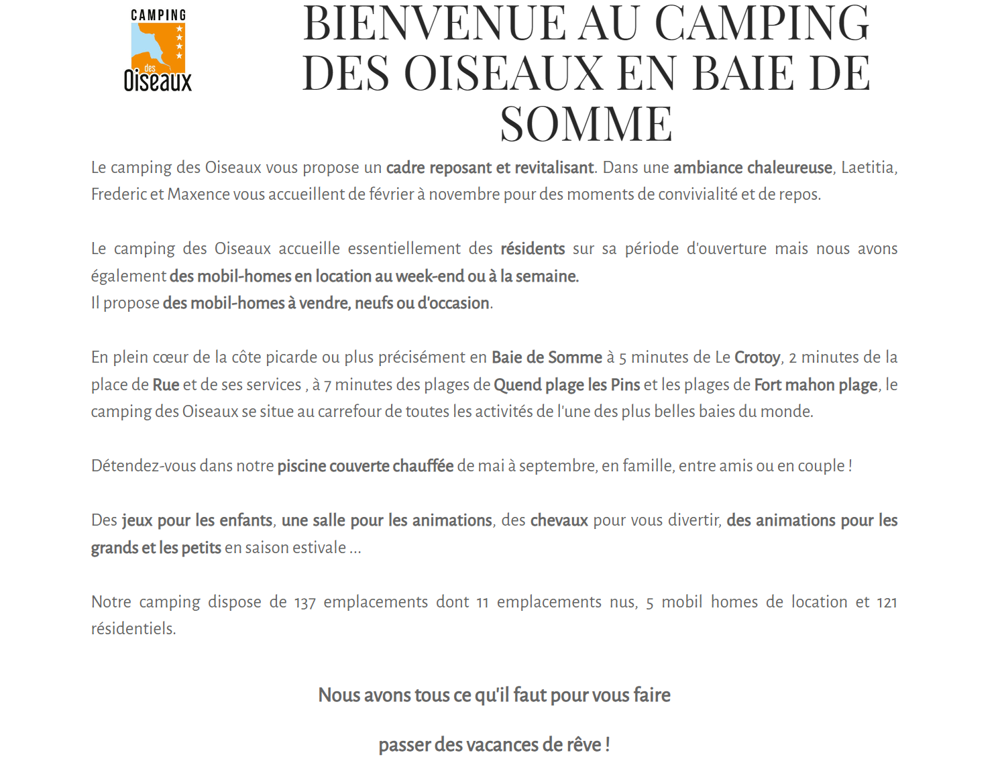 CAMPING
des
Oiseaux
BIENVENUE AU CAMPING
DES OISEAUX EN BAIE DE
SOMME
Le camping des Oiseaux vous propose un cadre reposant et revitalisant. Dans une ambiance chaleureuse, Laetitia,
Frederic et Maxence vous accueillent de février à novembre pour des moments de convivialité et de repos.
Le camping des Oiseaux accueille essentiellement des résidents sur sa période d'ouverture mais nous avons
également des mobil-homes en location au week-end ou à la semaine.
Il propose des mobil-homes à vendre, neufs ou d'occasion.
En plein cœur de la côte picarde ou plus précisément en Baie de Somme à 5 minutes de Le Crotoy, 2 minutes de la
place de Rue et de ses services , à 7 minutes des plages de Quend plage les Pins et les plages de Fort mahon plage, le
camping des Oiseaux se situe au carrefour de toutes les activités de l'une des plus belles baies du monde.
Détendez-vous dans notre piscine couverte chauffée de mai à septembre, en famille, entre amis ou en couple !
Des jeux pour les enfants, une salle pour les animations, des chevaux pour vous divertir, des animations pour les
grands et les petits en saison estivale ...
Notre camping dispose de 137 emplacements dont 11 emplacements nus, 5 mobil homes de location et 121
résidentiels.
Nous avons tous ce qu'il faut pour vous faire
passer des vacances de rêve !